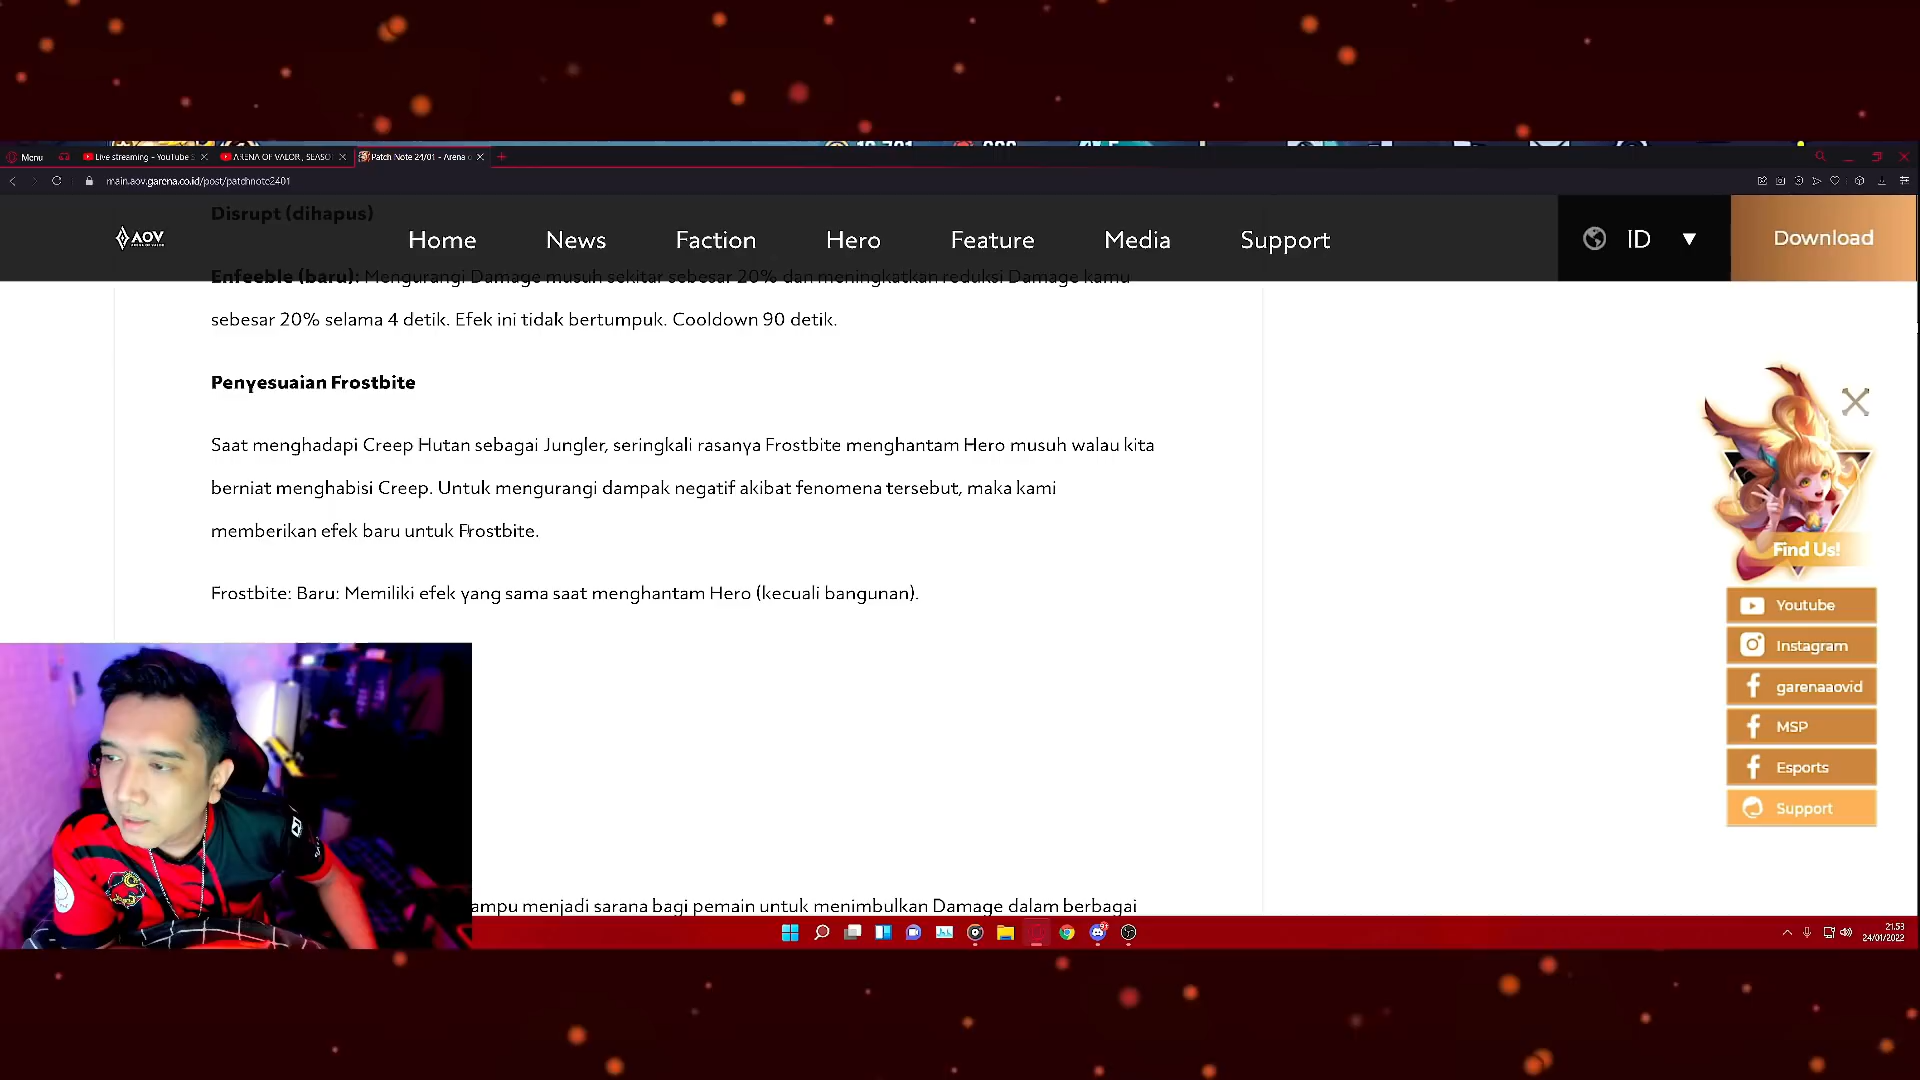 Menu
Live streaming - YouTube S
ARENA OF VALOR , SEASO
Patch Note 24/01 - Arena o
main.aov.garena.co.id/post/patchnote2401
Disrupt (dihapus)
AOV
Home
News
Faction
Hero
Feature
Media
Support
ID
Download
Enfeeble (baru): Mengurangi Damage musuh sekitar sebesar 20% dan meningkatkan reduksi Damage kamu
sebesar 20% selama 4 detik. Efek ini tidak bertumpuk. Cooldown 90 detik.
Penyesuaian Frostbite
Saat menghadapi Creep Hutan sebagai Jungler, seringkali rasanya Frostbite menghantam Hero musuh walau kita
berniat menghabisi Creep. Untuk mengurangi dampak negatif akibat fenomena tersebut, maka kami
memberikan efek baru untuk Frostbite.
Frostbite: Baru: Memiliki efek yang sama saat menghantam Hero (kecuali bangunan).
Find Us!
Youtube
Instagram
garenaaovid
MSP
Esports
Support
ampu menjadi sarana bagi pemain untuk menimbulkan Damage dalam berbagai
21.53
24/01/2022